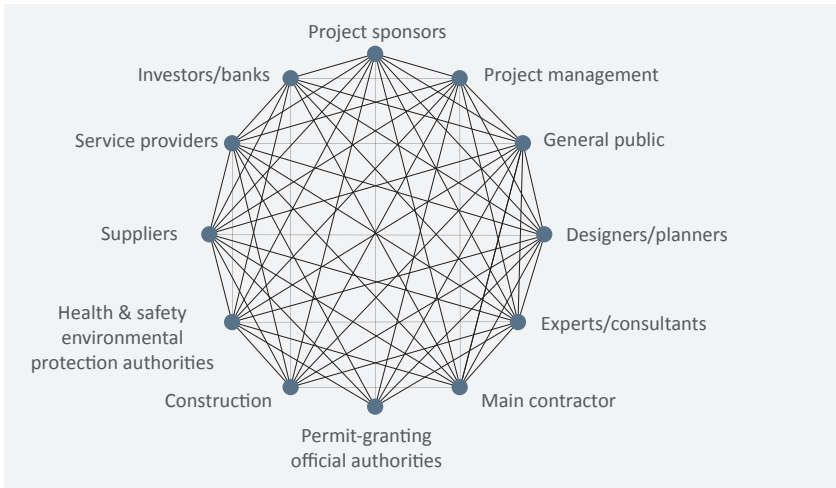 Project sponsors
Investors/banks
Project management
Service providers
General public
Suppliers
Designers/planners
Health & safety
environmental
protection authorities
Experts/consultants
Construction
Main contractor
Permit-granting
official authorities